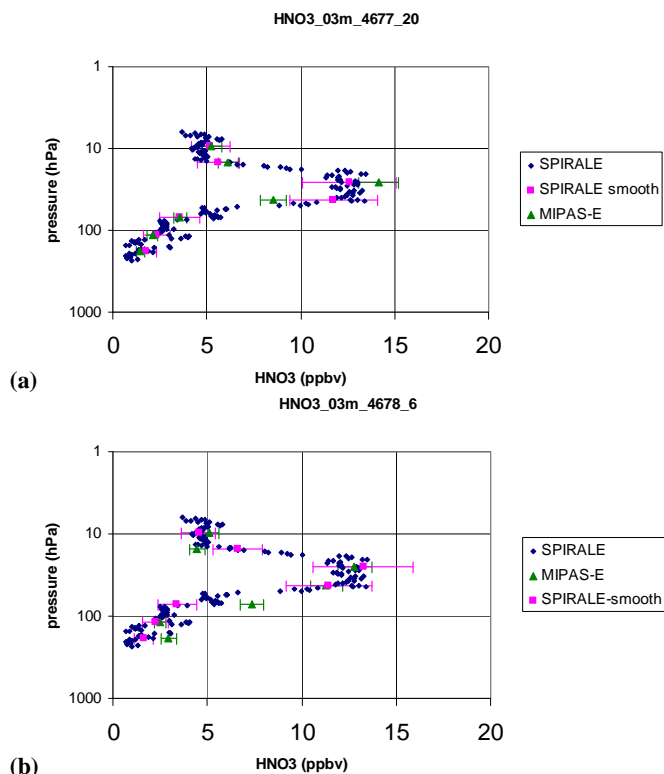 HNO3_03m_4677_20
1
10
100
1000
pressure (hPa)
0 5 10 15 20
HNO3 (ppbv)
SPIRALE
SPIRALE smooth
MIPAS-E
(a)
HNO3_03m_4678_6
1
10
100
1000
pressure (hPa)
0 5 10 15 20
HNO3 (ppbv)
SPIRALE
MIPAS-E
SPIRALE-smooth
(b)